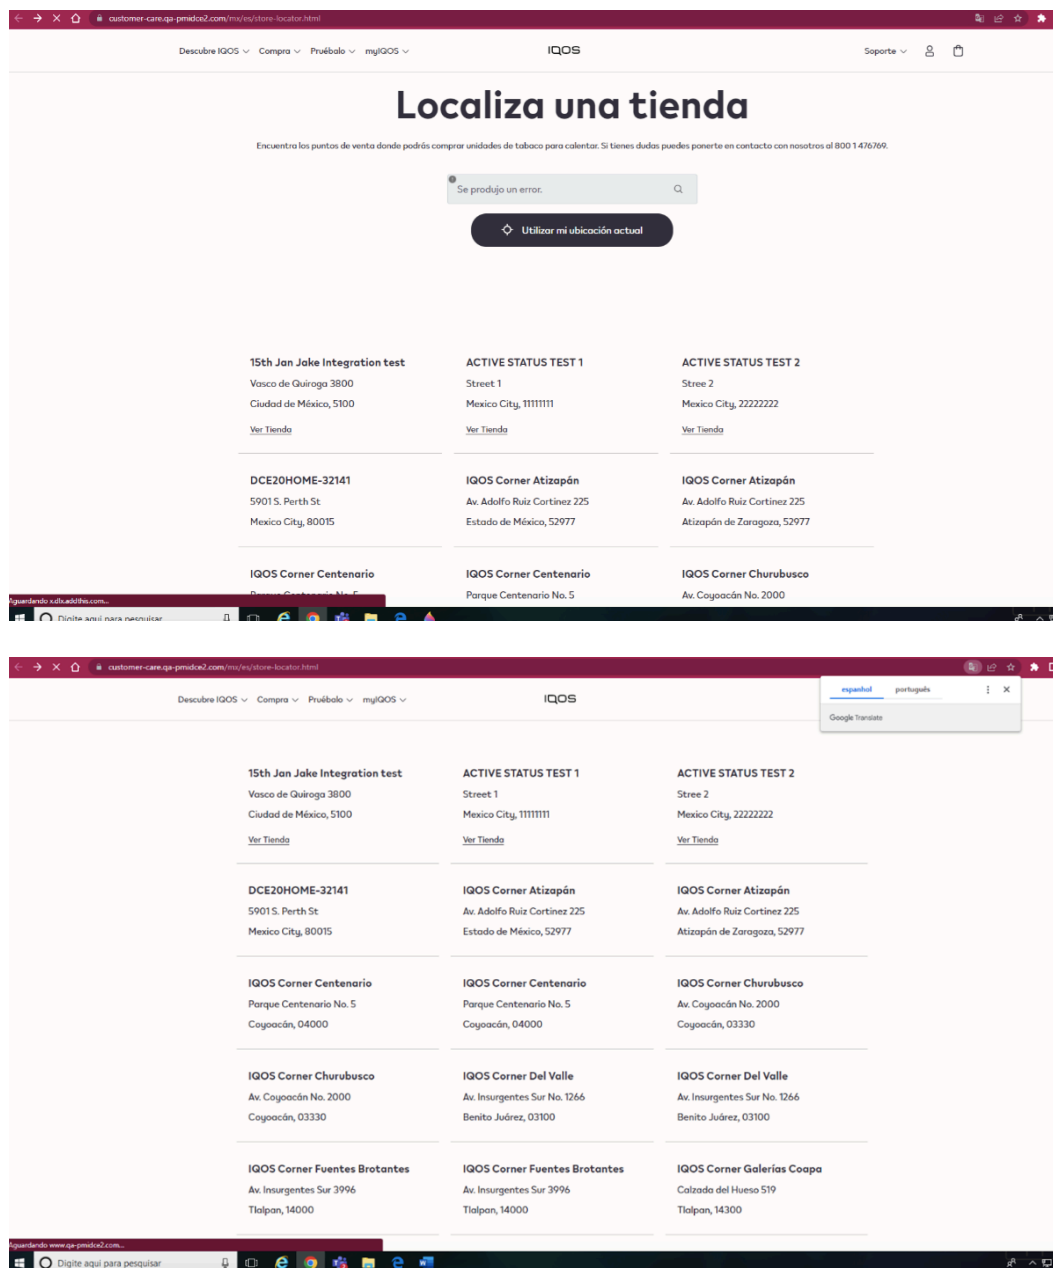 customer-care.qa-pmidce2.com/mx/es/store-locator.html
Descubre IQOS Compra Pruébalo myIQOS IQOS Soporte
Localiza una tienda
Encuentra los puntos de venta donde podrás comprar unidades de tabaco para calentar. Si tienes dudas puedes ponerte en contacto con nosotros al 800 1 476769.
Se produjo un error.
Utilizar mi ubicación actual
15th Jan Jake Integration test
Vasco de Quiroga 3800
Ciudad de México, 5100
Ver Tienda
ACTIVE STATUS TEST 1
Street 1
Mexico City, 11111111
Ver Tienda
ACTIVE STATUS TEST 2
Stree 2
Mexico City, 22222222
Ver Tienda
DCE20HOME-32141
5901 S. Perth St
Mexico City, 80015
IQOS Corner Atizapán
Av. Adolfo Ruiz Cortinez 225
Estado de México, 52977
IQOS Corner Atizapán
Av. Adolfo Ruiz Cortinez 225
Atizapán de Zaragoza, 52977
IQOS Corner Centenario
Parque Centenario No. 5
IQOS Corner Centenario
Parque Centenario No. 5
IQOS Corner Churubusco
Av. Coyoacán No. 2000
Aguardando x.dlx.addthis.com...
Digite aqui para pesquisar
customer-care.qa-pmidce2.com/mx/es/store-locator.html
Descubre IQOS Compra Pruébalo myIQOS IQOS
espanhol português
Google Translate
15th Jan Jake Integration test
Vasco de Quiroga 3800
Ciudad de México, 5100
Ver Tienda
ACTIVE STATUS TEST 1
Street 1
Mexico City, 11111111
Ver Tienda
ACTIVE STATUS TEST 2
Stree 2
Mexico City, 22222222
Ver Tienda
DCE20HOME-32141
5901 S. Perth St
Mexico City, 80015
IQOS Corner Atizapán
Av. Adolfo Ruiz Cortinez 225
Estado de México, 52977
IQOS Corner Atizapán
Av. Adolfo Ruiz Cortinez 225
Atizapán de Zaragoza, 52977
IQOS Corner Centenario
Parque Centenario No. 5
Coyoacán, 04000
IQOS Corner Centenario
Parque Centenario No. 5
Coyoacán, 04000
IQOS Corner Churubusco
Av. Coyoacán No. 2000
Coyoacán, 03330
IQOS Corner Churubusco
Av. Coyoacán No. 2000
Coyoacán, 03330
IQOS Corner Del Valle
Av. Insurgentes Sur No. 1266
Benito Juárez, 03100
IQOS Corner Del Valle
Av. Insurgentes Sur No. 1266
Benito Juárez, 03100
IQOS Corner Fuentes Brotantes
Av. Insurgentes Sur 3996
Tlalpan, 14000
IQOS Corner Fuentes Brotantes
Av. Insurgentes Sur 3996
Tlalpan, 14000
IQOS Corner Galerías Coapa
Calzada del Hueso 519
Tlalpan, 14300
Aguardando www.qa-pmidce2.com...
Digite aqui para pesquisar